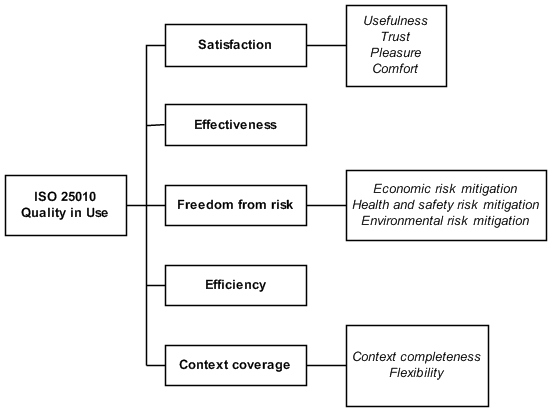 ISO 25010
Quality in Use
Satisfaction
Usefulness
Trust
Pleasure
Comfort
Effectiveness
Freedom from risk
Economic risk mitigation
Health and safety risk mitigation
Environmental risk mitigation
Efficiency
Context coverage
Context completeness
Flexibility